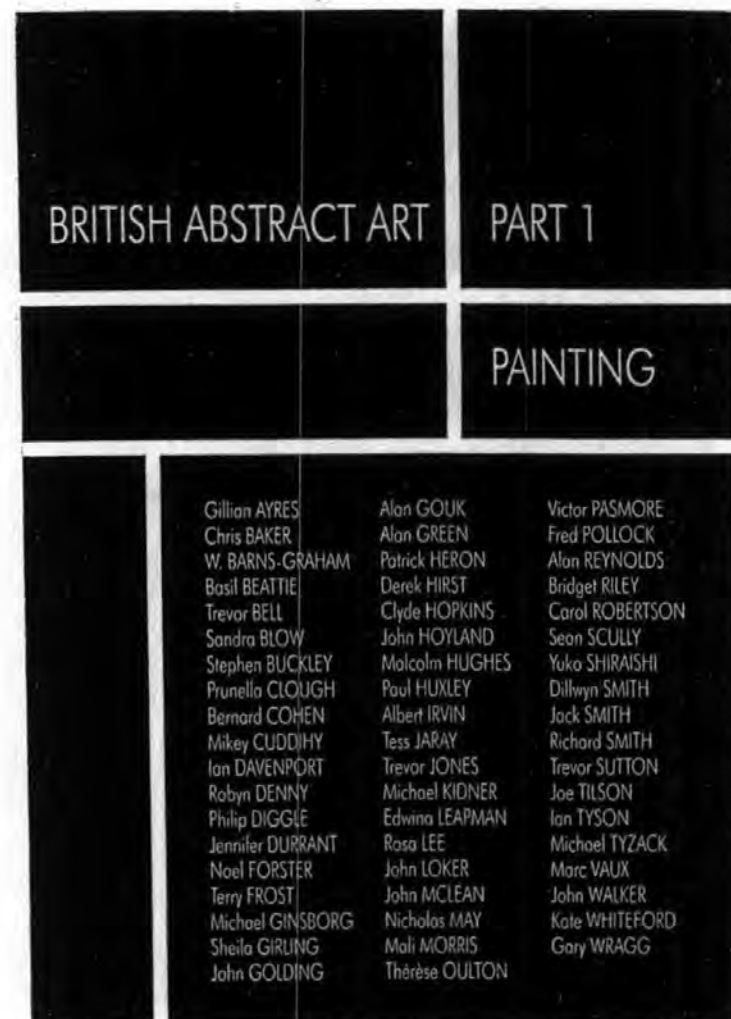 BRITISH ABSTRACT ART
PART 1
PAINTING
Gillian AYRES
Chris BAKER
W. BARNS-GRAHAM
Basil BEATTIE
Trevor BELL
Sandra BLOW
Stephen BUCKLEY
Prunella CLOUGH
Bernard COHEN
Mikey CUDDIHY
Ian DAVENPORT
Robyn DENNY
Philip DIGGLE
Jennifer DURRANT
Noel FORSTER
Terry FROST
Michael GINSBORG
Sheila GIRLING
John GOLDING
Alan GOUK
Alan GREEN
Patrick HERON
Derek HIRST
Clyde HOPKINS
John HOYLAND
Malcolm HUGHES
Paul HUXLEY
Albert IRVIN
Tess JARAY
Trevor JONES
Michael KIDNER
Edwina LEAPMAN
Rosa LEE
John LOKER
John MCLEAN
Nicholas MAY
Mali MORRIS
Thérèse OULTON
Victor PASMORE
Fred POLLOCK
Alan REYNOLDS
Bridget RILEY
Carol ROBERTSON
Sean SCULLY
Yuko SHIRAISHI
Dillwyn SMITH
Jack SMITH
Richard SMITH
Trevor SUTTON
Joe TILSON
Ian TYSON
Michael TYZACK
Marc VAUX
John WALKER
Kate WHITEFORD
Gary WRAGG